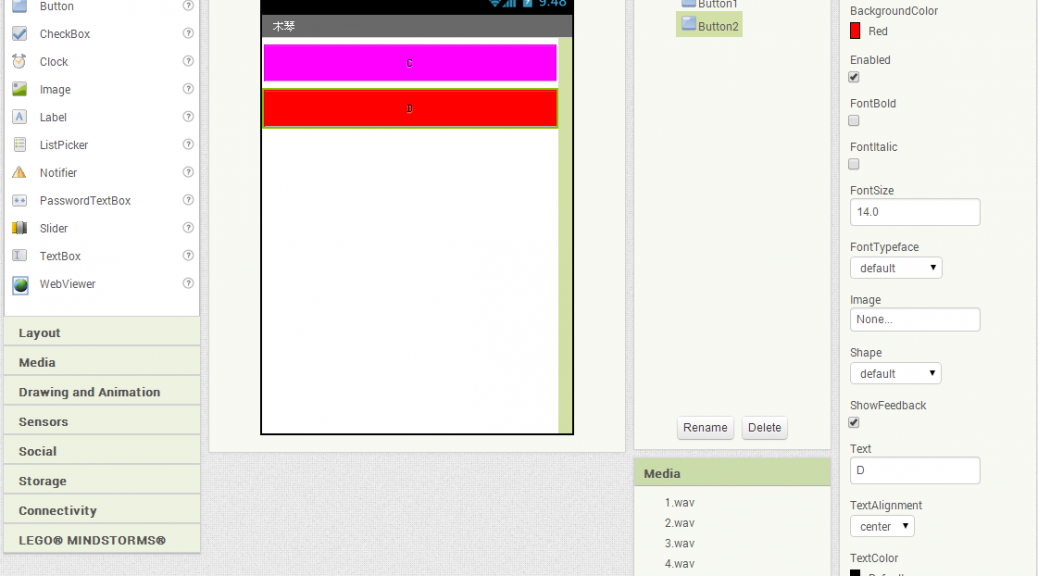 Button
CheckBox
Clock
Image
Label
ListPicker
Notifier
PasswordTextBox
Slider
TextBox
WebViewer
Layout
Media
Drawing and Animation
Sensors
Social
Storage
Connectivity
LEGO® MINDSTORMS®
9:48
木琴
C
D
Button1
Button2
Rename
Delete
Media
1.wav
2.wav
3.wav
4.wav
BackgroundColor
Red
Enabled
FontBold
FontItalic
FontSize
14.0
FontTypeface
default
Image
None...
Shape
default
ShowFeedback
Text
D
TextAlignment
center
TextColor